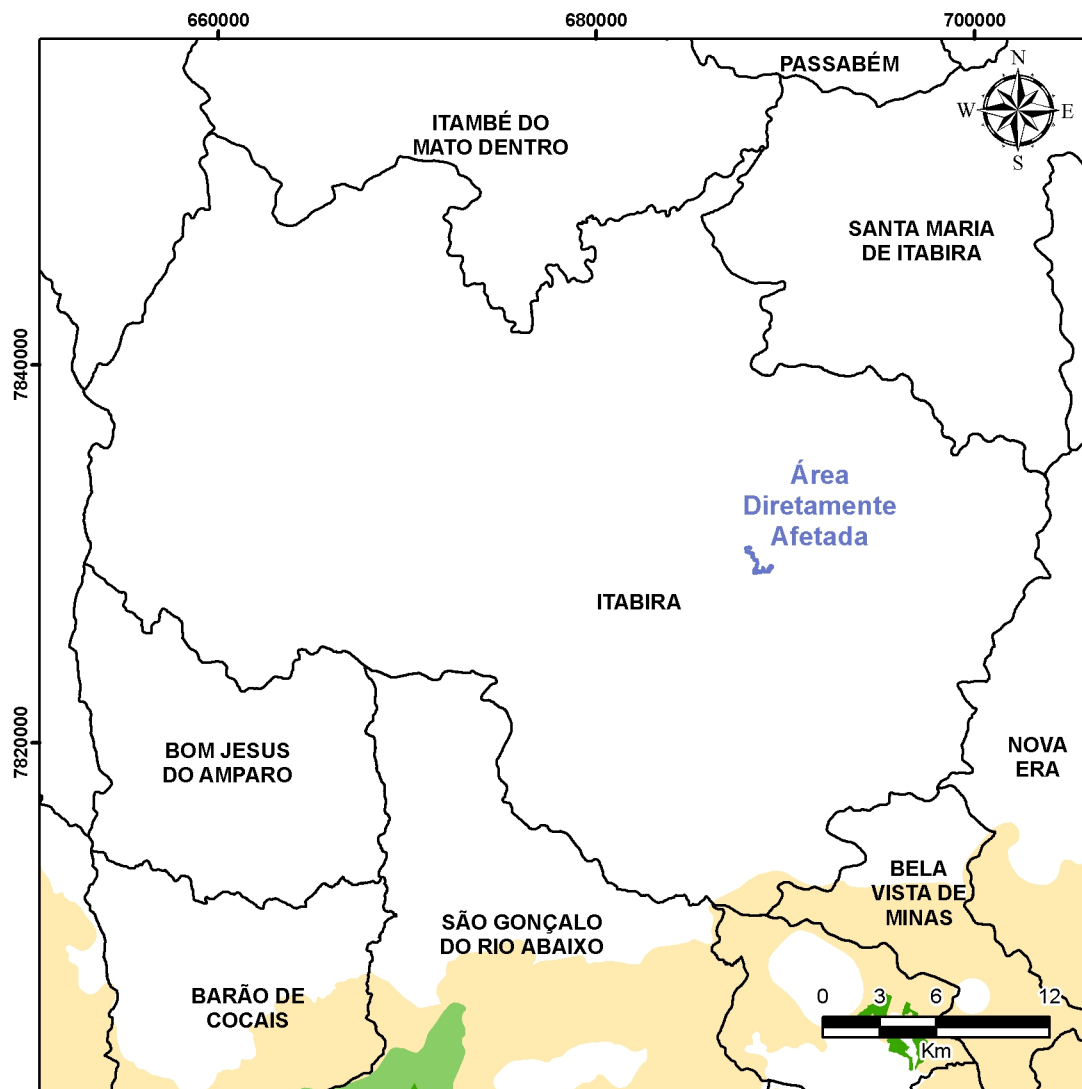 660000
680000
700000
PASSABÉM
N
W
E
S
ITAMBÉ DO
MATO DENTRO
SANTA MARIA
DE ITABIRA
7840000
Área
Diretamente
Afetada
ITABIRA
7820000
BOM JESUS
DO AMPARO
NOVA
ERA
BELA
VISTA DE
MINAS
SÃO GONÇALO
DO RIO ABAIXO
BARÃO DE
COCAIS
0 3 6 12
Km